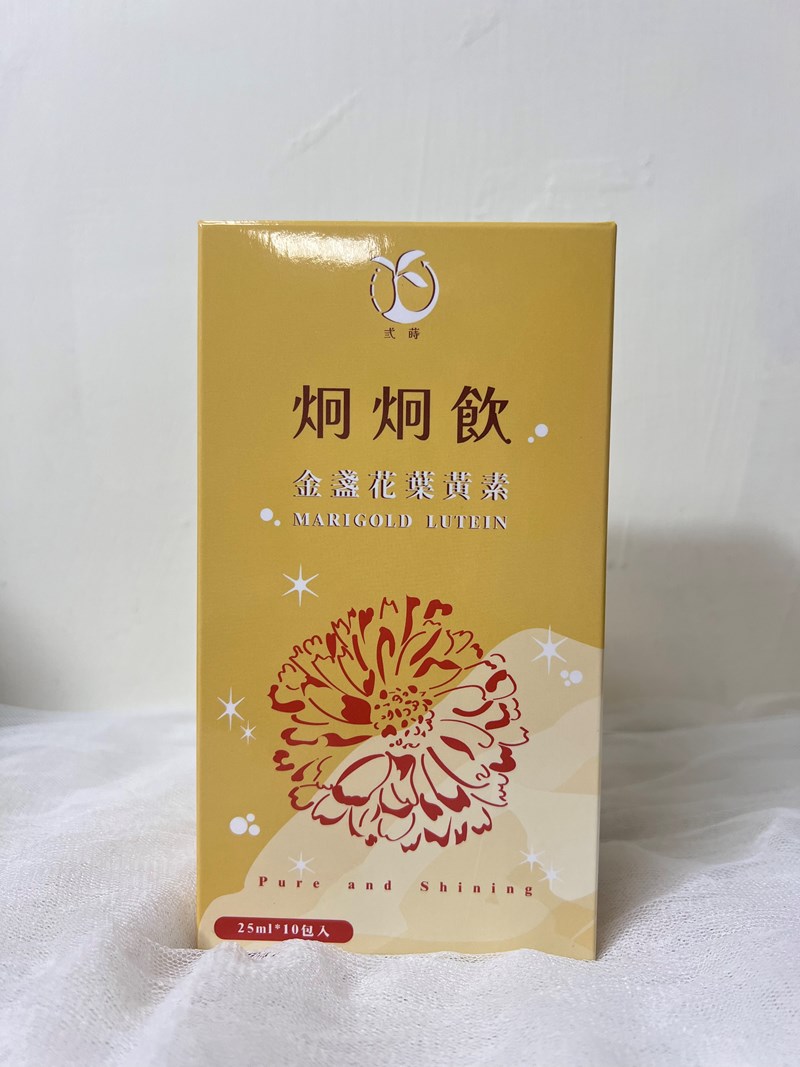 弍蒔
炯炯飲
金盞花葉黃素
MARIGOLD LUTEIN
Pure and Shining
25ml*10包入